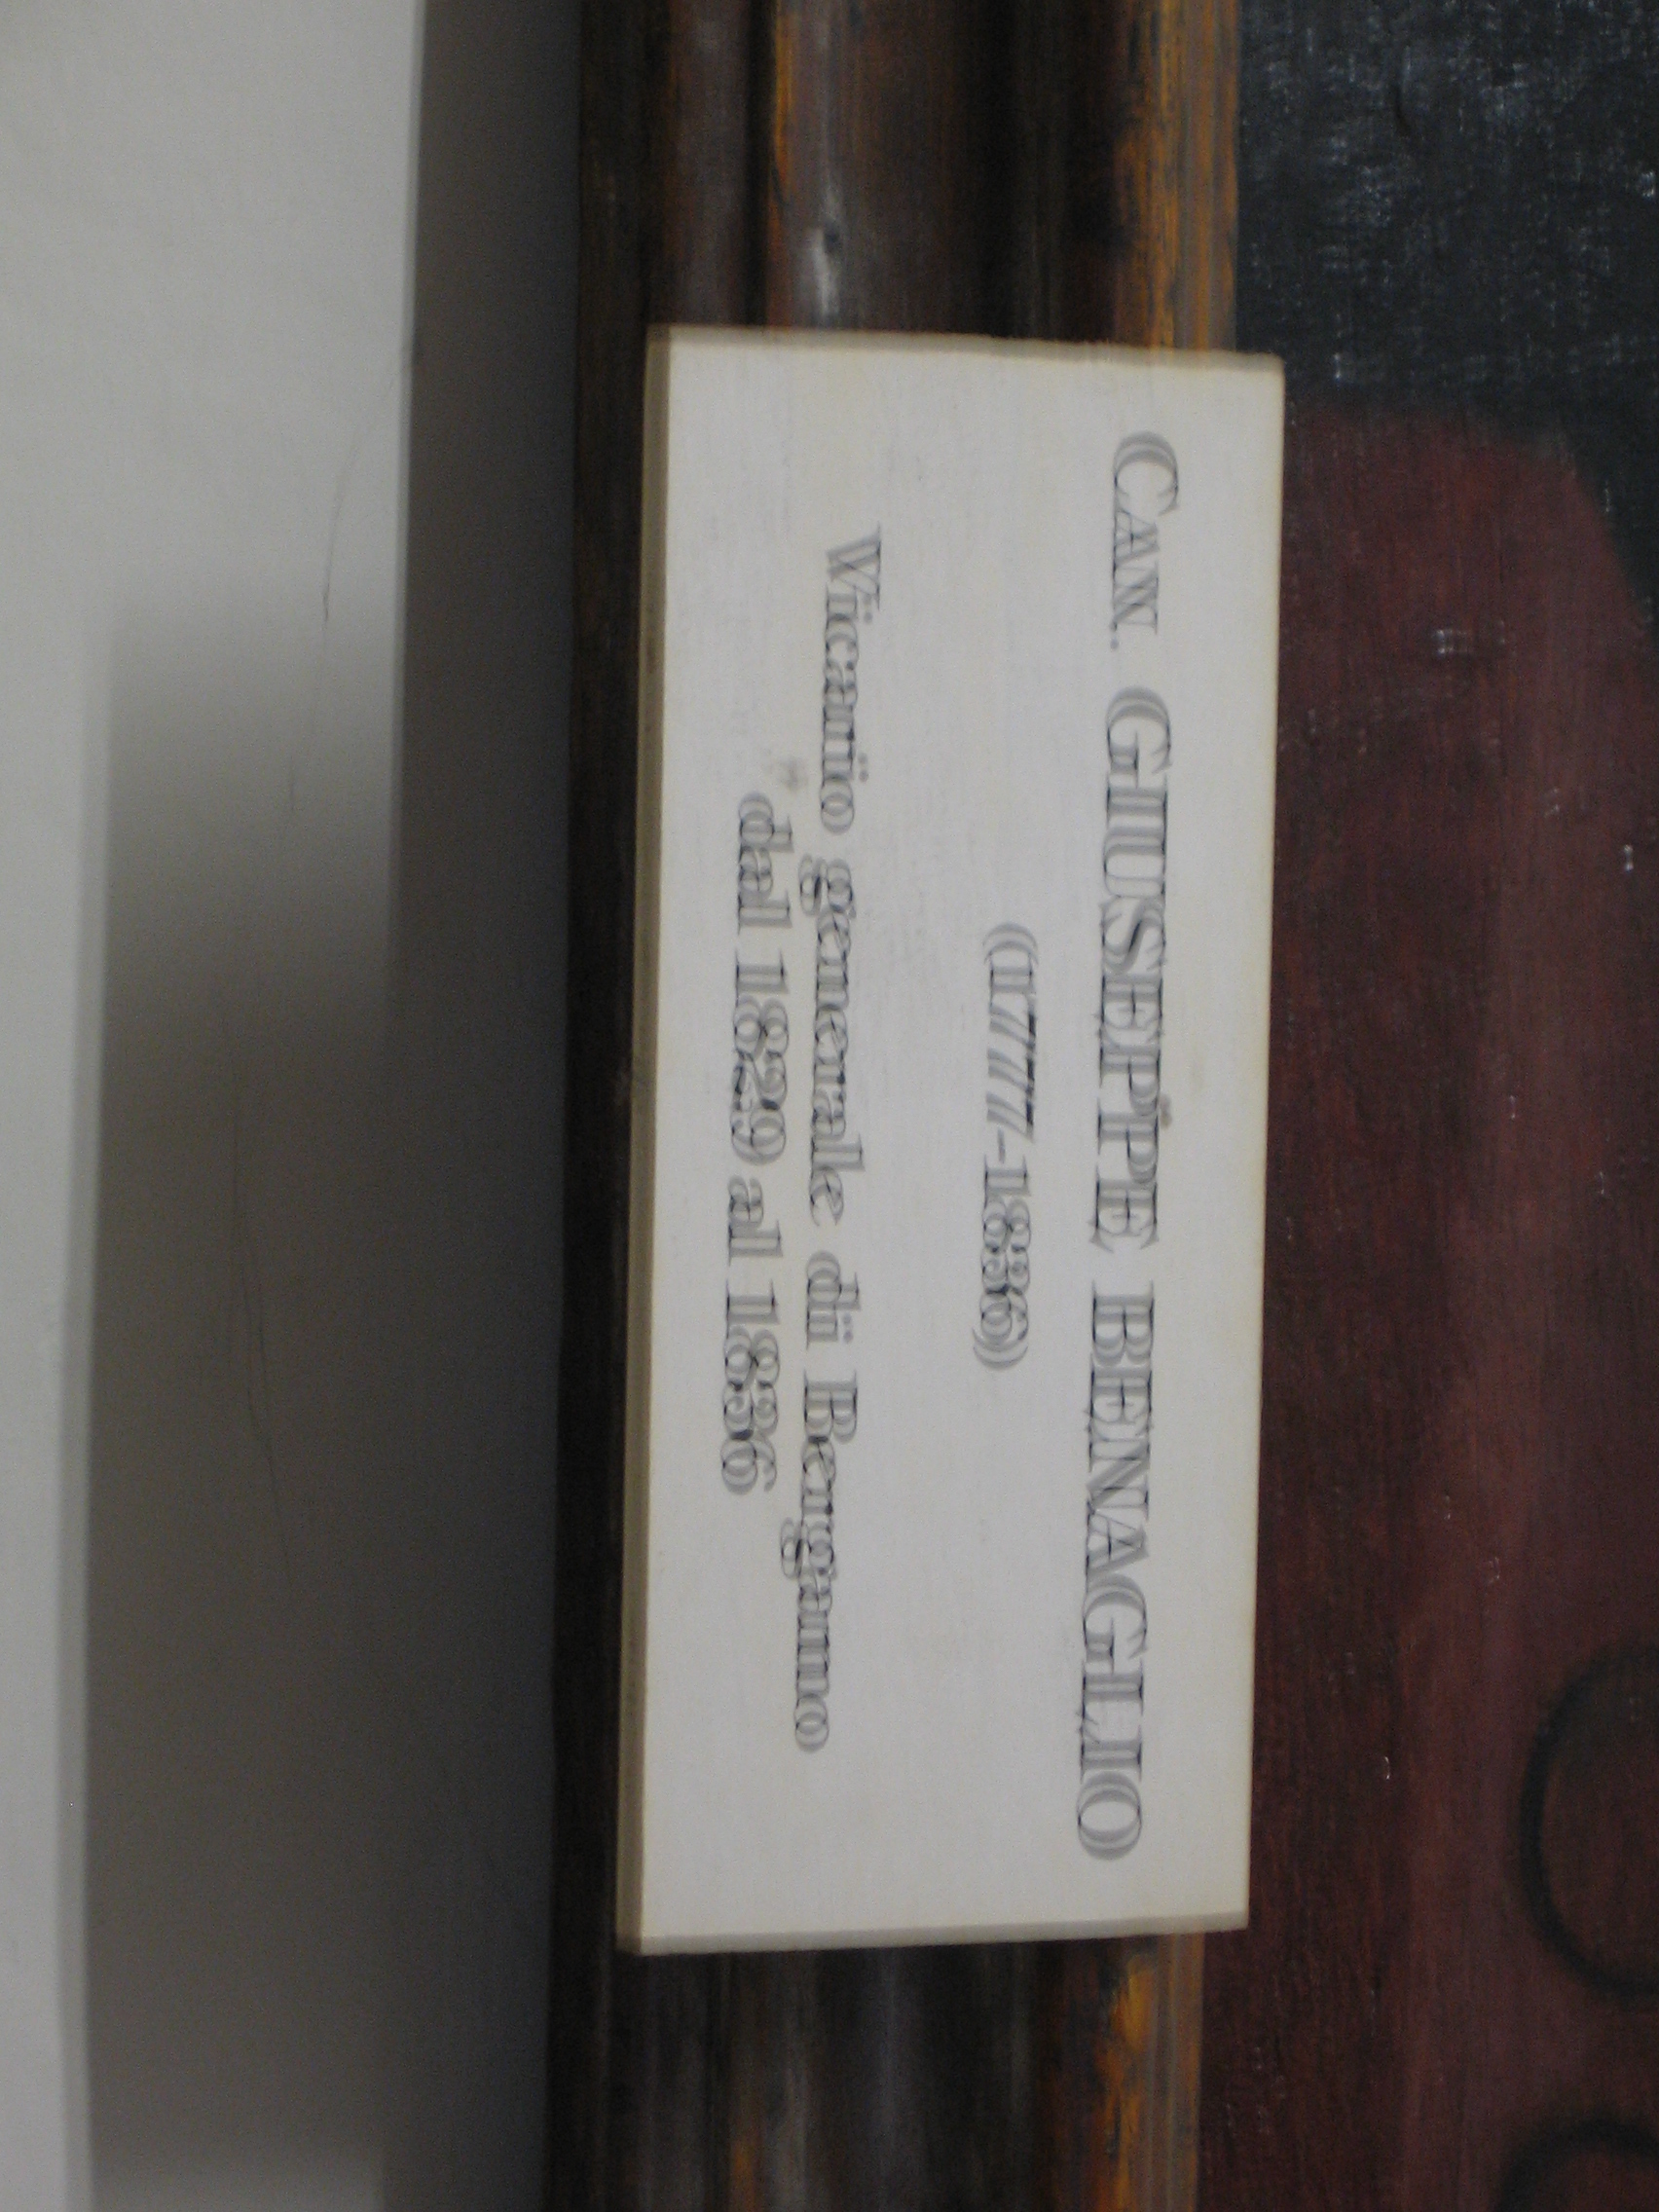 CAN. GIUSEPPE BENAGLIO
(1777-1836)
Vicario generale di Bergamo
dal 1829 al 1836